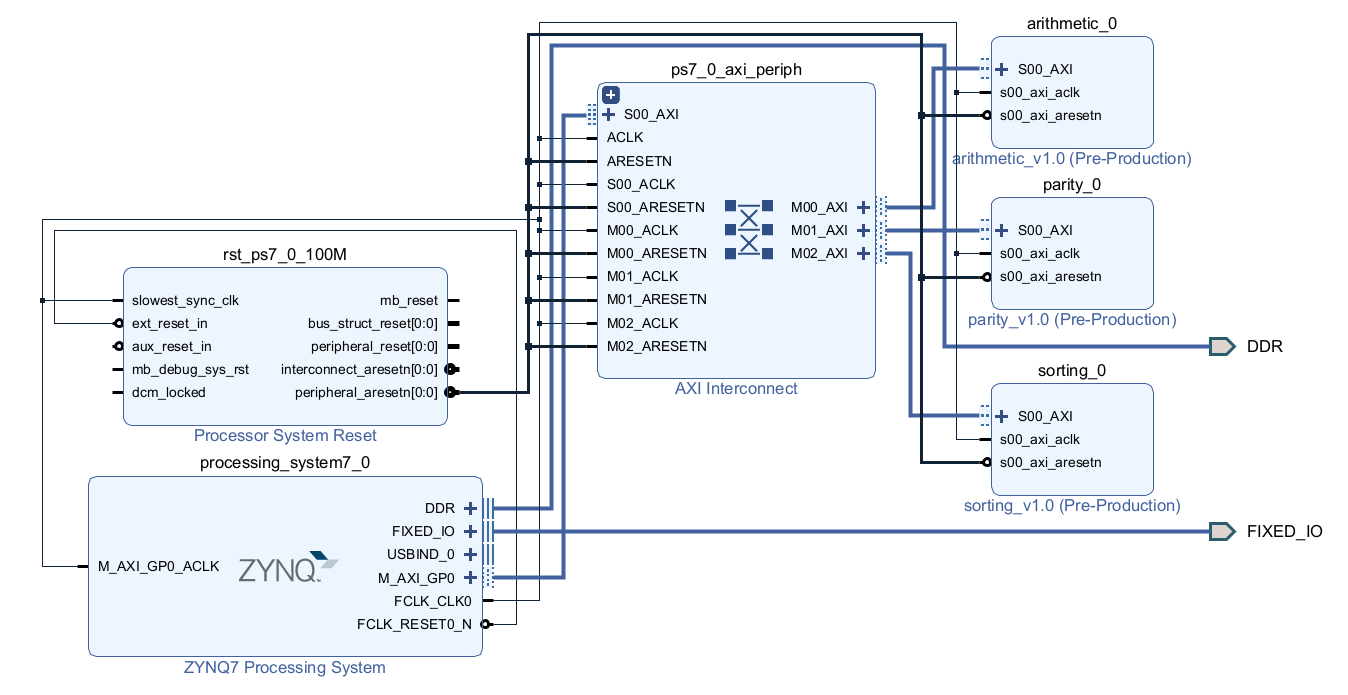 arithmetic_0
S00_AXI
s00_axi_aclk
s00_axi_aresetn
arithmetic_v1.0 (Pre-Production)
ps7_0_axi_periph
S00_AXI
ACLK
ARESETN
S00_ACLK
S00_ARESETN
M00_ACLK
M00_ARESETN
M01_ACLK
M01_ARESETN
M02_ACLK
M02_ARESETN
M00_AXI
M01_AXI
M02_AXI
AXI Interconnect
parity_0
S00_AXI
s00_axi_aclk
s00_axi_aresetn
parity_v1.0 (Pre-Production)
rst_ps7_0_100M
slowest_sync_clk
ext_reset_in
aux_reset_in
mb_debug_sys_rst
dcm_locked
mb_reset
bus_struct_reset[0:0]
peripheral_reset[0:0]
interconnect_aresetn[0:0]
peripheral_aresetn[0:0]
Processor System Reset
DDR
sorting_0
S00_AXI
s00_axi_aclk
s00_axi_aresetn
sorting_v1.0 (Pre-Production)
processing_system7_0
M_AXI_GP0_ACLK
ZYNQ
DDR
FIXED_IO
USBIND_0
M_AXI_GP0
FCLK_CLK0
FCLK_RESET0_N
ZYNQ7 Processing System
FIXED_IO